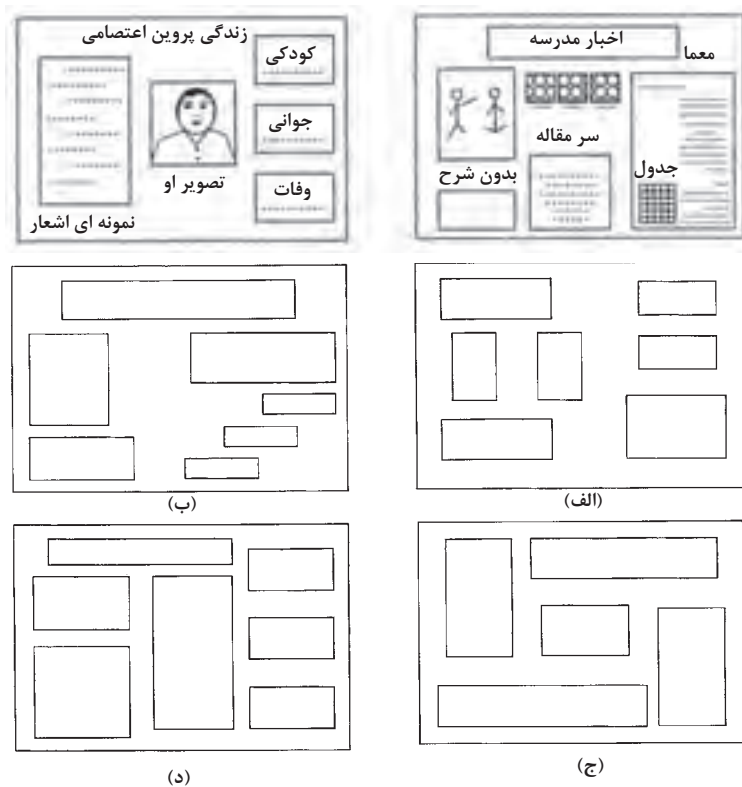 اخبار مدرسه
معما
سر مقاله
بدون شرح
جدول
زندگی پروین اعتصامی
کودکی
جوانی
تصویر او
وفات
نمونه ای اشعار
(الف)
(ب)
(ج)
(د)